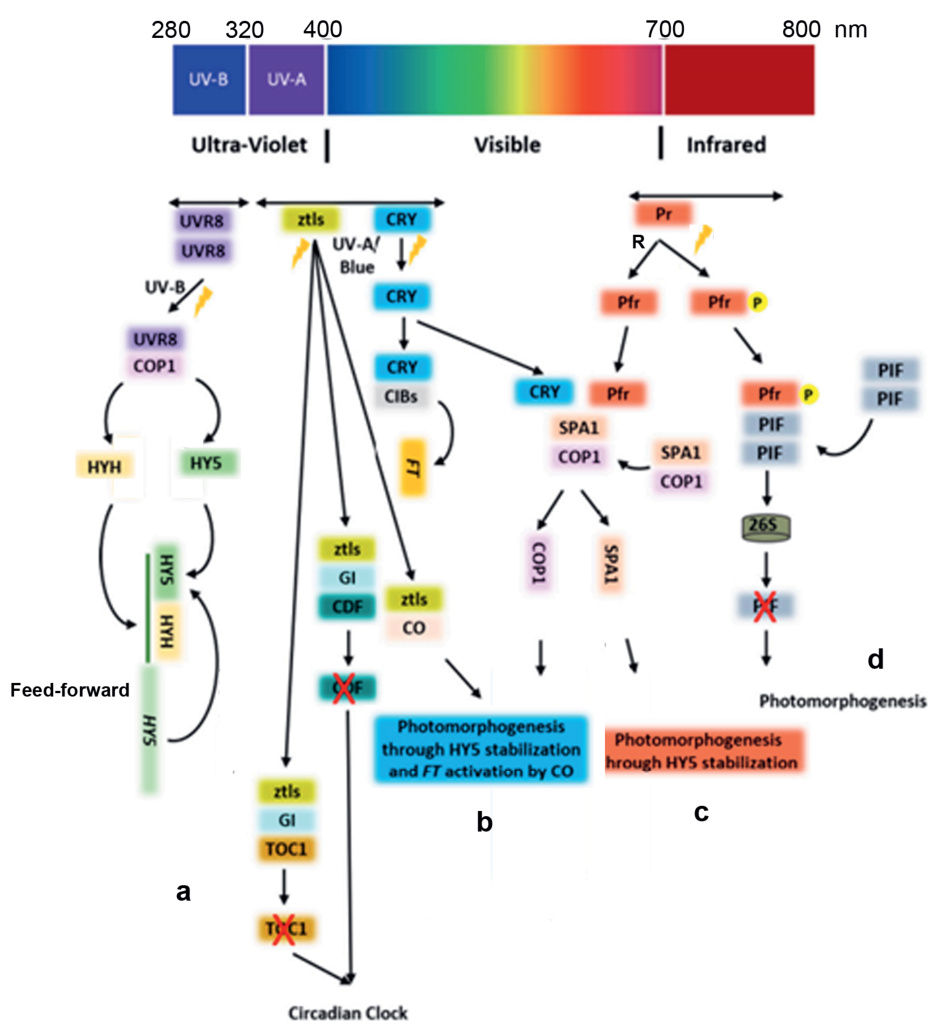 280 320 400 700 800 nm
UV-B UV-A
Ultra-Violet Visible Infrared
UVR8
UVR8
UV-B
UVR8
COP1
HYH
HY5
HY5
HYH
Feed-forward
HY5
a
ztls
ztls
GI
CDF
CDF
ztls
CO
ztls
GI
TOC1
TOC1
Circadian Clock
CRY
UV-A/
Blue
CRY
CRY
CIBs
FT
Photomorphogenesis
through HY5 stabilization
and FT activation by CO
b
CRY
Pfr
SPA1
COP1
SPA1
COP1
COP1
SPA1
Photomorphogenesis
hrough HY5 stabilization
c
Pr
R
Pfr
Pfr P
Pfr P
PIF
PIF
PIF
PIF
26S
PIF
d
Photomorphogenesis